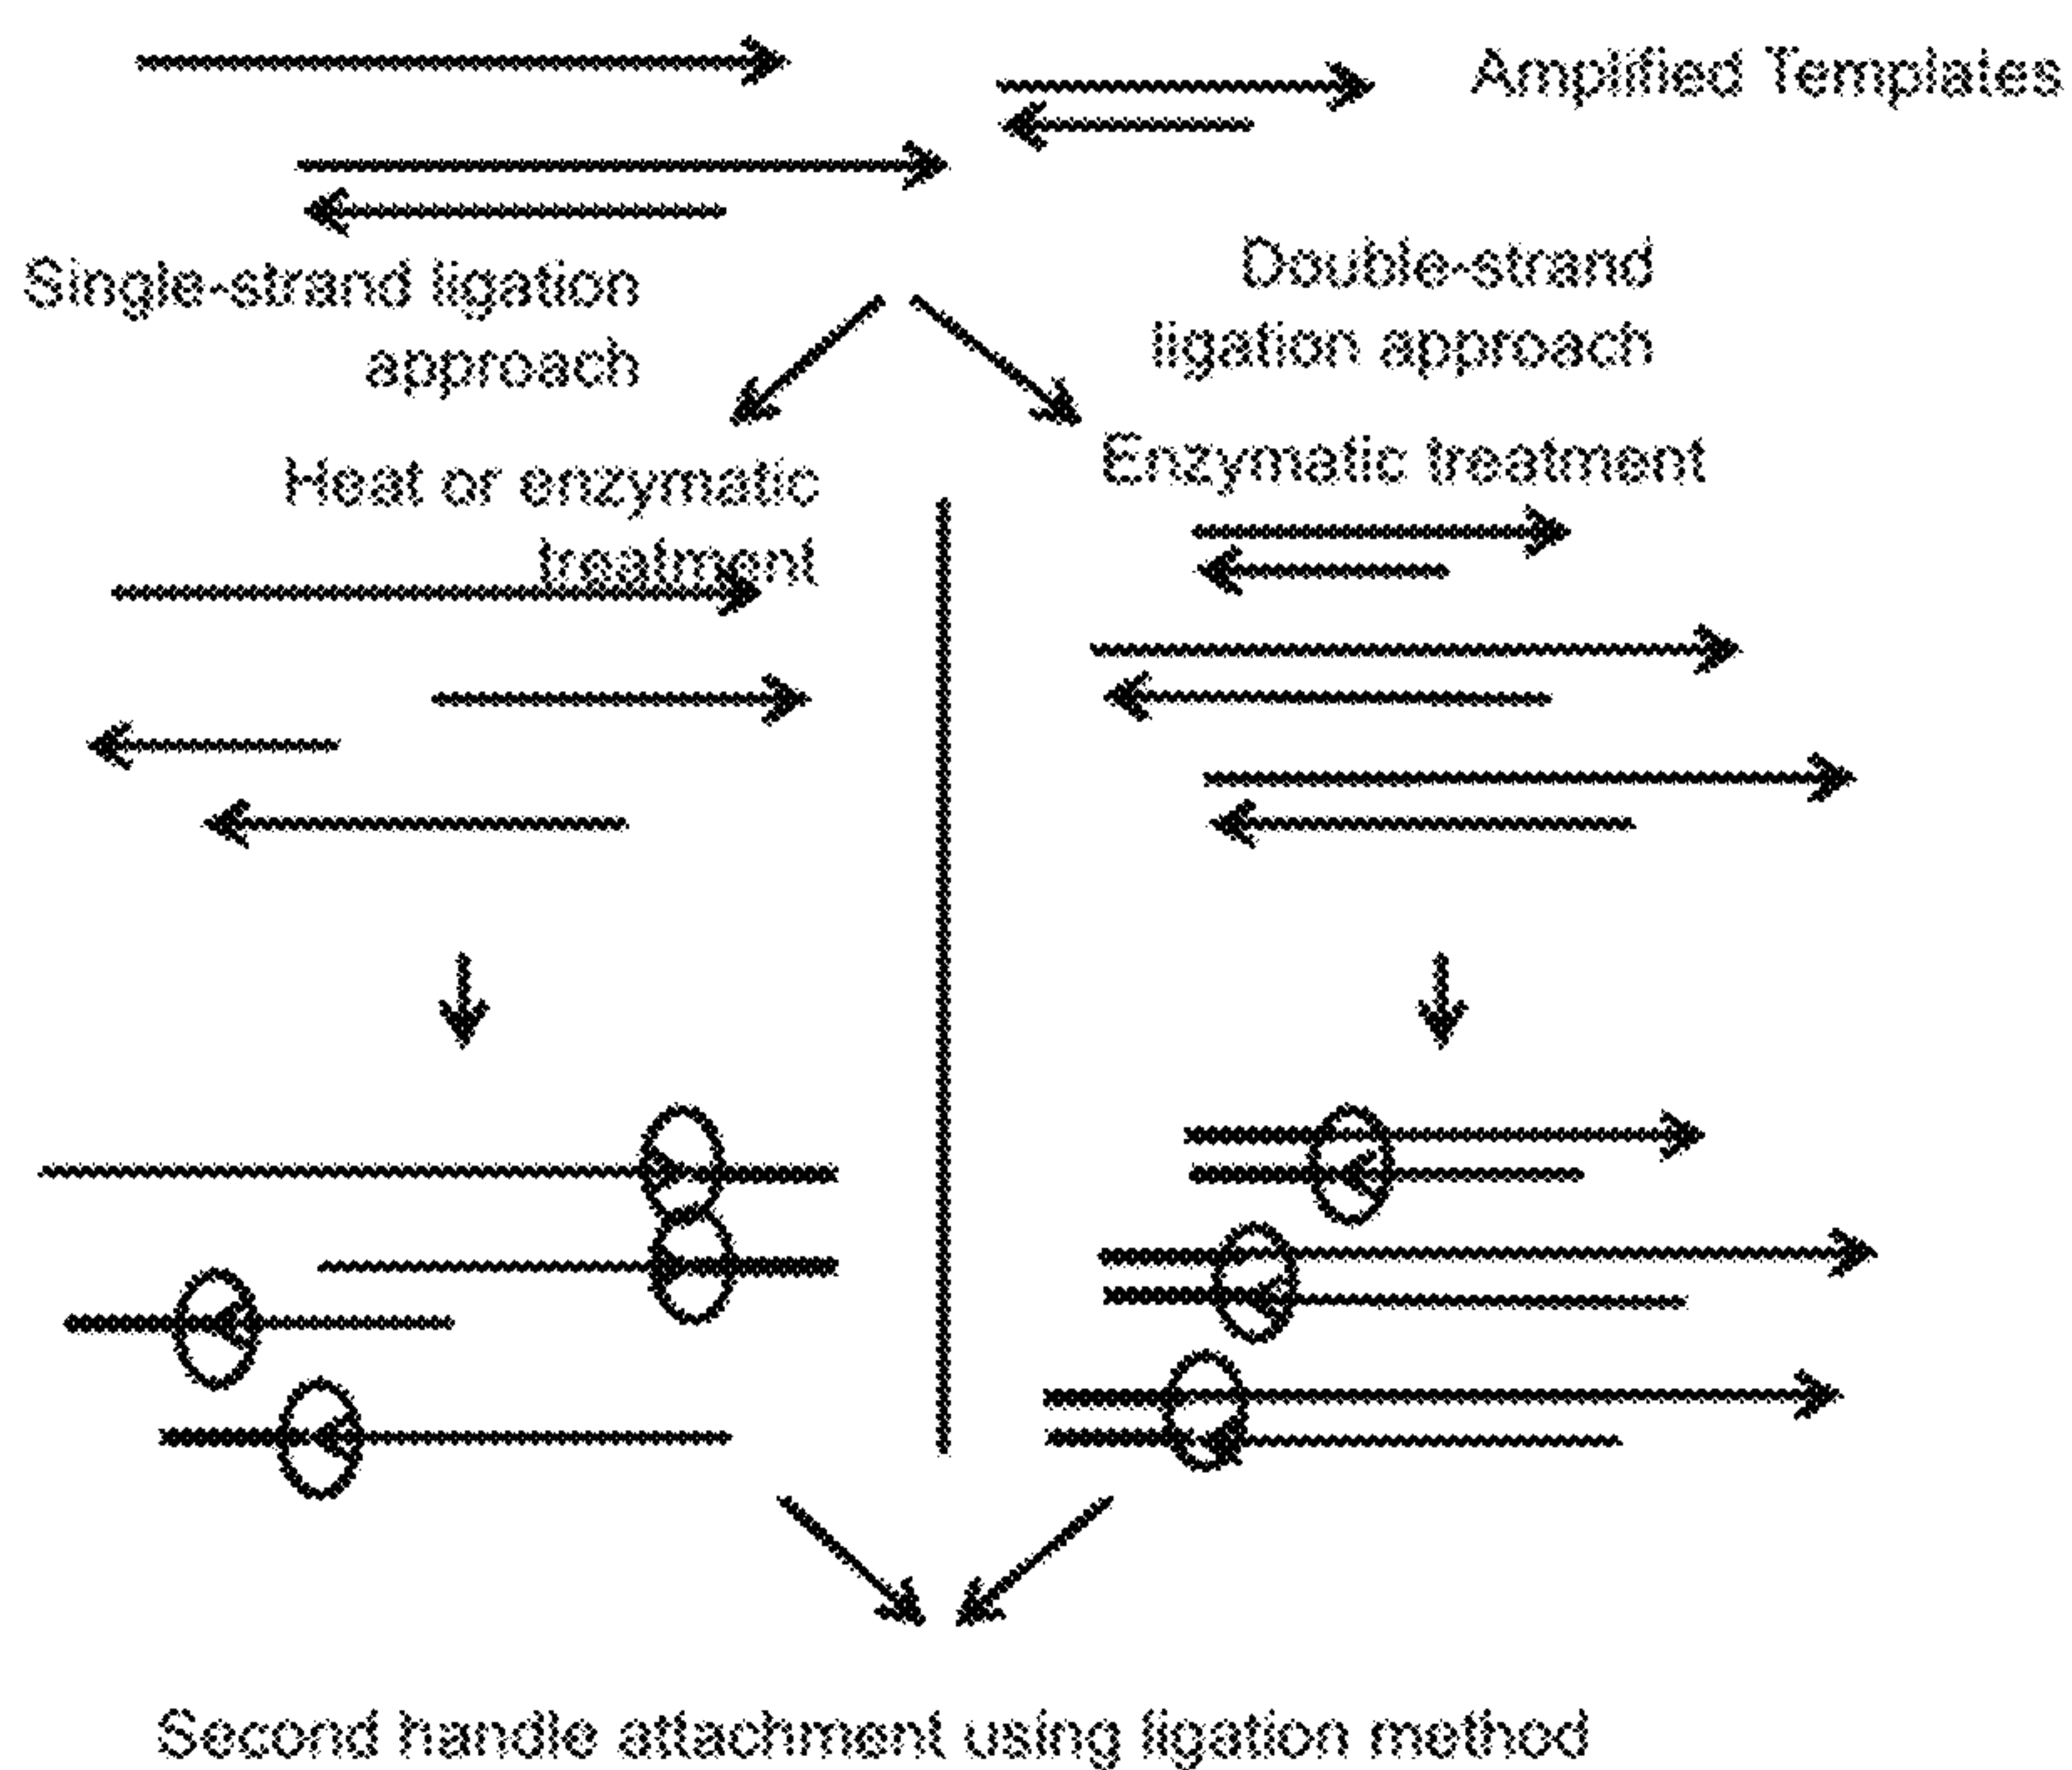 Amplified Templates
Single-strand ligation
approach
Double-strand
ligation approach
Heat or enzymatic
treatment
Enzymatic treatment
Second handle attachment using ligation method